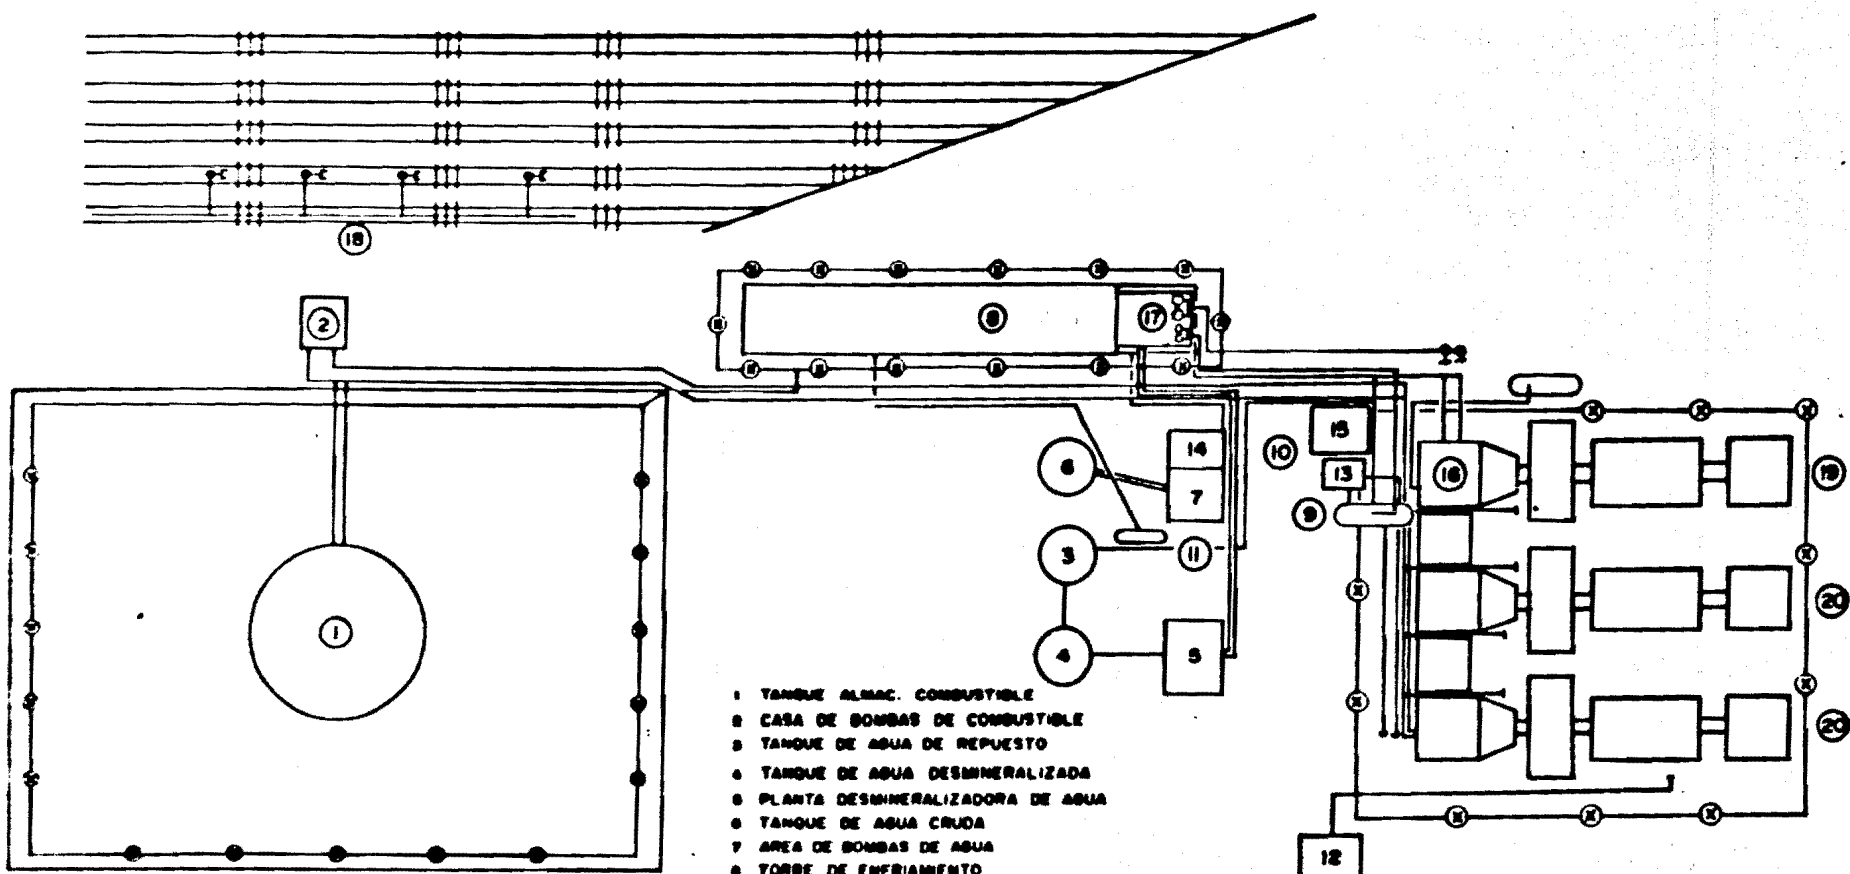 18
2
8
17
15
14
10
16
6
13
19
7
9
3
11
20
1
4
5
1 TANQUE ALMAC. COMBUSTIBLE
2 CASA DE BOMBAS DE COMBUSTIBLE
20
3 TANQUE DE AGUA DE REPUESTO
4 TANQUE DE AGUA DESMINERALIZADA
5 PLANTA DESMINERALIZADORA DE AGUA
6 TANQUE DE AGUA CRUDA
7 AREA DE BOMBAS DE AGUA
12
8 TORRE DE ENFRIAMIENTO